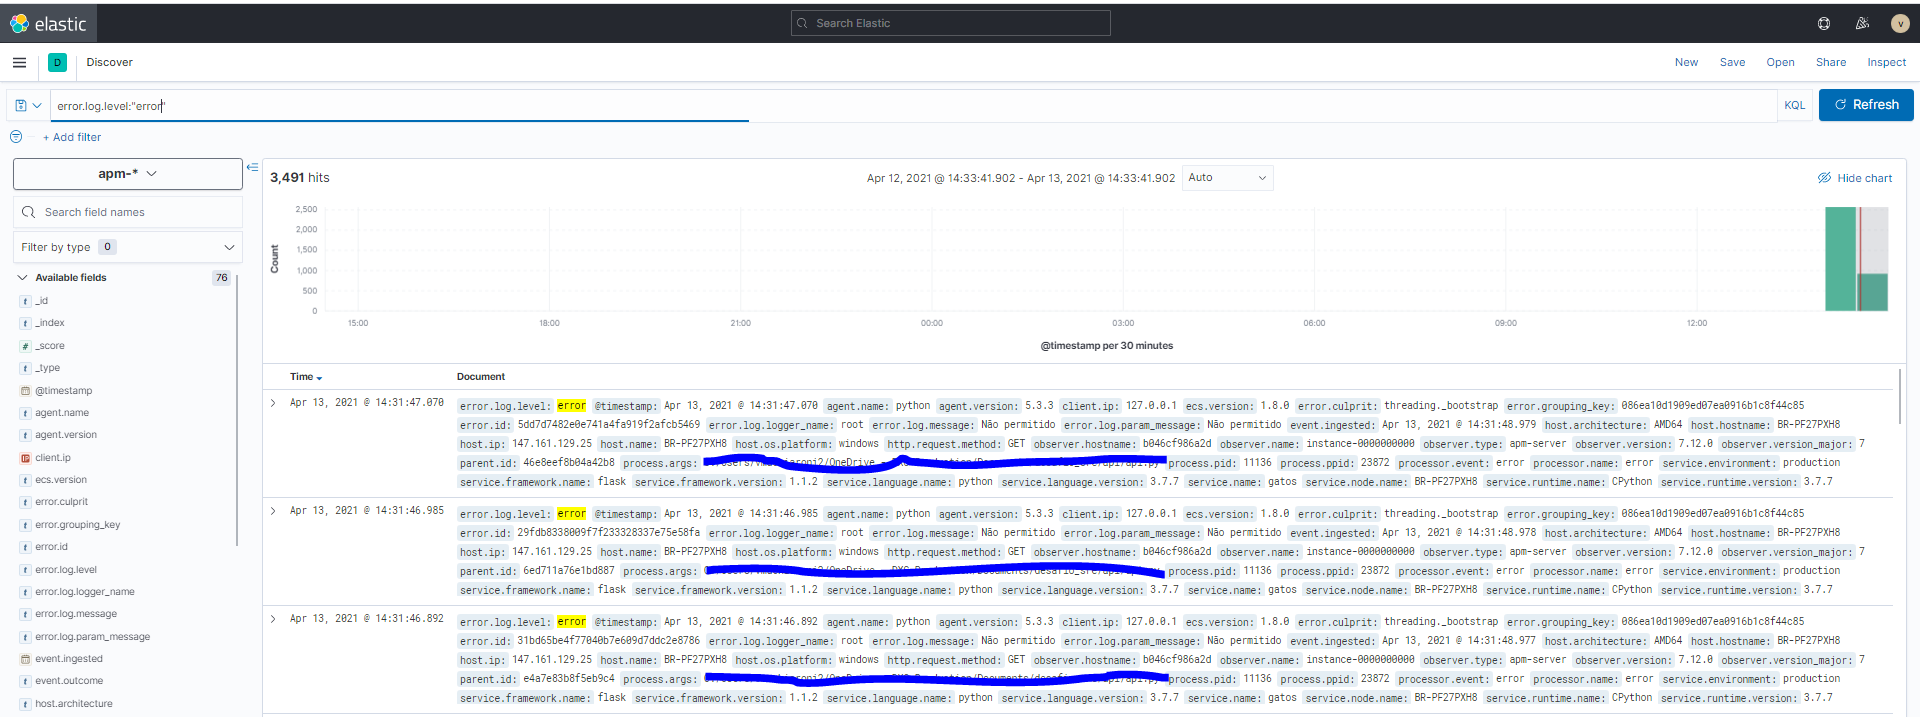 elastic
Search Elastic
v
D Discover
New Save Open Share Inspect
error.log.level:"error"
KQL
Refresh
+ Add filter
apm-*
3,491 hits
Apr 12, 2021 @ 14:33:41.902 - Apr 13, 2021 @ 14:33:41.902
Auto
Hide chart
Search field names
Filter by type 0
Available fields 76
t _id
t _index
# _score
t _type
@timestamp
t agent.name
t agent.version
IP client.ip
t ecs.version
t error.culprit
t error.grouping_key
t error.id
t error.log.level
t error.log.logger_name
t error.log.message
t error.log.param_message
event.ingested
t event.outcome
t host.architecture
Count
2,500
2,000
1,500
1,000
500
0
15:00 18:00 21:00 00:00 03:00 06:00 09:00 12:00
@timestamp per 30 minutes
Time Document
Apr 13, 2021 @ 14:31:47.070
error.log.level: error @timestamp: Apr 13, 2021 @ 14:31:47.070 agent.name: python agent.version: 5.3.3 client.ip: 127.0.0.1 ecs.version: 1.8.0 error.culprit: threading._bootstrap error.grouping_key: 086ea10d1909ed07ea0916b1c8f44c85
error.id: 5dd7d7482e0e741a4fa919f2afcb5469 error.log.logger_name: root error.log.message: Não permitido error.log.param_message: Não permitido event.ingested: Apr 13, 2021 @ 14:31:48.979 host.architecture: AMD64 host.hostname: BR-PF27PXH8
host.ip: 147.161.129.25 host.name: BR-PF27PXH8 host.os.platform: windows http.request.method: GET observer.hostname: b046cf986a2d observer.name: instance-0000000000 observer.type: apm-server observer.version: 7.12.0 observer.version_major: 7
parent.id: 46e8eef8b04a42b8 process.args: process.pid: 11136 process.ppid: 23872 processor.event: error processor.name: error service.environment: production
service.framework.name: flask service.framework.version: 1.1.2 service.language.name: python service.language.version: 3.7.7 service.name: gatos service.node.name: BR-PF27PXH8 service.runtime.name: CPython service.runtime.version: 3.7.7
Apr 13, 2021 @ 14:31:46.985
error.log.level: error @timestamp: Apr 13, 2021 @ 14:31:46.985 agent.name: python agent.version: 5.3.3 client.ip: 127.0.0.1 ecs.version: 1.8.0 error.culprit: threading._bootstrap error.grouping_key: 086ea10d1909ed07ea0916b1c8f44c85
error.id: 29fdb8338009f7f233328337e75e58fa error.log.logger_name: root error.log.message: Não permitido error.log.param_message: Não permitido event.ingested: Apr 13, 2021 @ 14:31:48.978 host.architecture: AMD64 host.hostname: BR-PF27PXH8
host.ip: 147.161.129.25 host.name: BR-PF27PXH8 host.os.platform: windows http.request.method: GET observer.hostname: b046cf986a2d observer.name: instance-0000000000 observer.type: apm-server observer.version: 7.12.0 observer.version_major: 7
parent.id: 6ed711a76e1bd887 process.args: process.pid: 11136 process.ppid: 23872 processor.event: error processor.name: error service.environment: production
service.framework.name: flask service.framework.version: 1.1.2 service.language.name: python service.language.version: 3.7.7 service.name: gatos service.node.name: BR-PF27PXH8 service.runtime.name: CPython service.runtime.version: 3.7.7
Apr 13, 2021 @ 14:31:46.892
error.log.level: error @timestamp: Apr 13, 2021 @ 14:31:46.892 agent.name: python agent.version: 5.3.3 client.ip: 127.0.0.1 ecs.version: 1.8.0 error.culprit: threading._bootstrap error.grouping_key: 086ea10d1909ed07ea0916b1c8f44c85
error.id: 31bd65be4f77040b7e609d7ddc2e8786 error.log.logger_name: root error.log.message: Não permitido error.log.param_message: Não permitido event.ingested: Apr 13, 2021 @ 14:31:48.977 host.architecture: AMD64 host.hostname: BR-PF27PXH8
host.ip: 147.161.129.25 host.name: BR-PF27PXH8 host.os.platform: windows http.request.method: GET observer.hostname: b046cf986a2d observer.name: instance-0000000000 observer.type: apm-server observer.version: 7.12.0 observer.version_major: 7
parent.id: e4a7e83b8f5eb9c4 process.args: process.pid: 11136 process.ppid: 23872 processor.event: error processor.name: error service.environment: production
service.framework.name: flask service.framework.version: 1.1.2 service.language.name: python service.language.version: 3.7.7 service.name: gatos service.node.name: BR-PF27PXH8 service.runtime.name: CPython service.runtime.version: 3.7.7